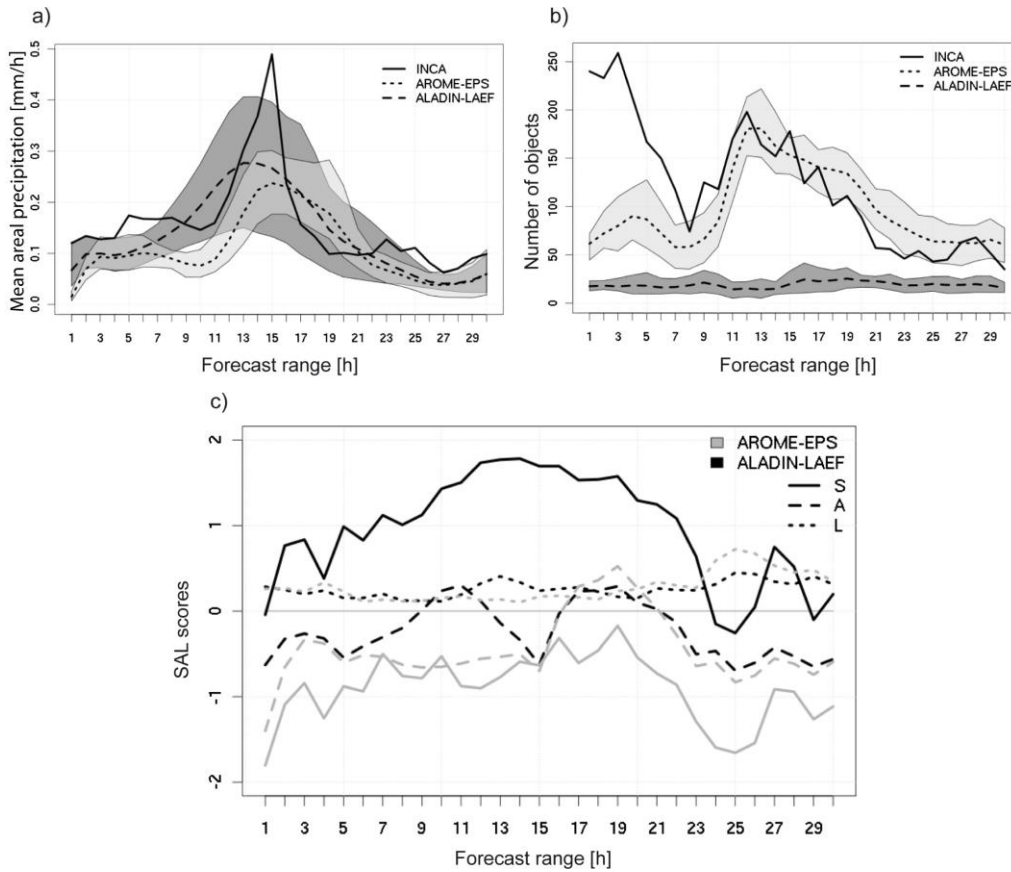 a)
Mean areal precipitation [mm/h]
0.5
0.4
0.3
0.2
0.1
0.0
INCA
AROME-EPS
ALADIN-LAEF
1 3 5 7 9 11 13 15 17 19 21 23 25 27 29
Forecast range [h]
b)
Number of objects
250
200
150
100
50
0
INCA
AROME-EPS
ALADIN-LAEF
1 3 5 7 9 11 13 15 17 19 21 23 25 27 29
Forecast range [h]
c)
SAL scores
2
1
0
-1
-2
AROME-EPS
ALADIN-LAEF
S
A
L
1 3 5 7 9 11 13 15 17 19 21 23 25 27 29
Forecast range [h]